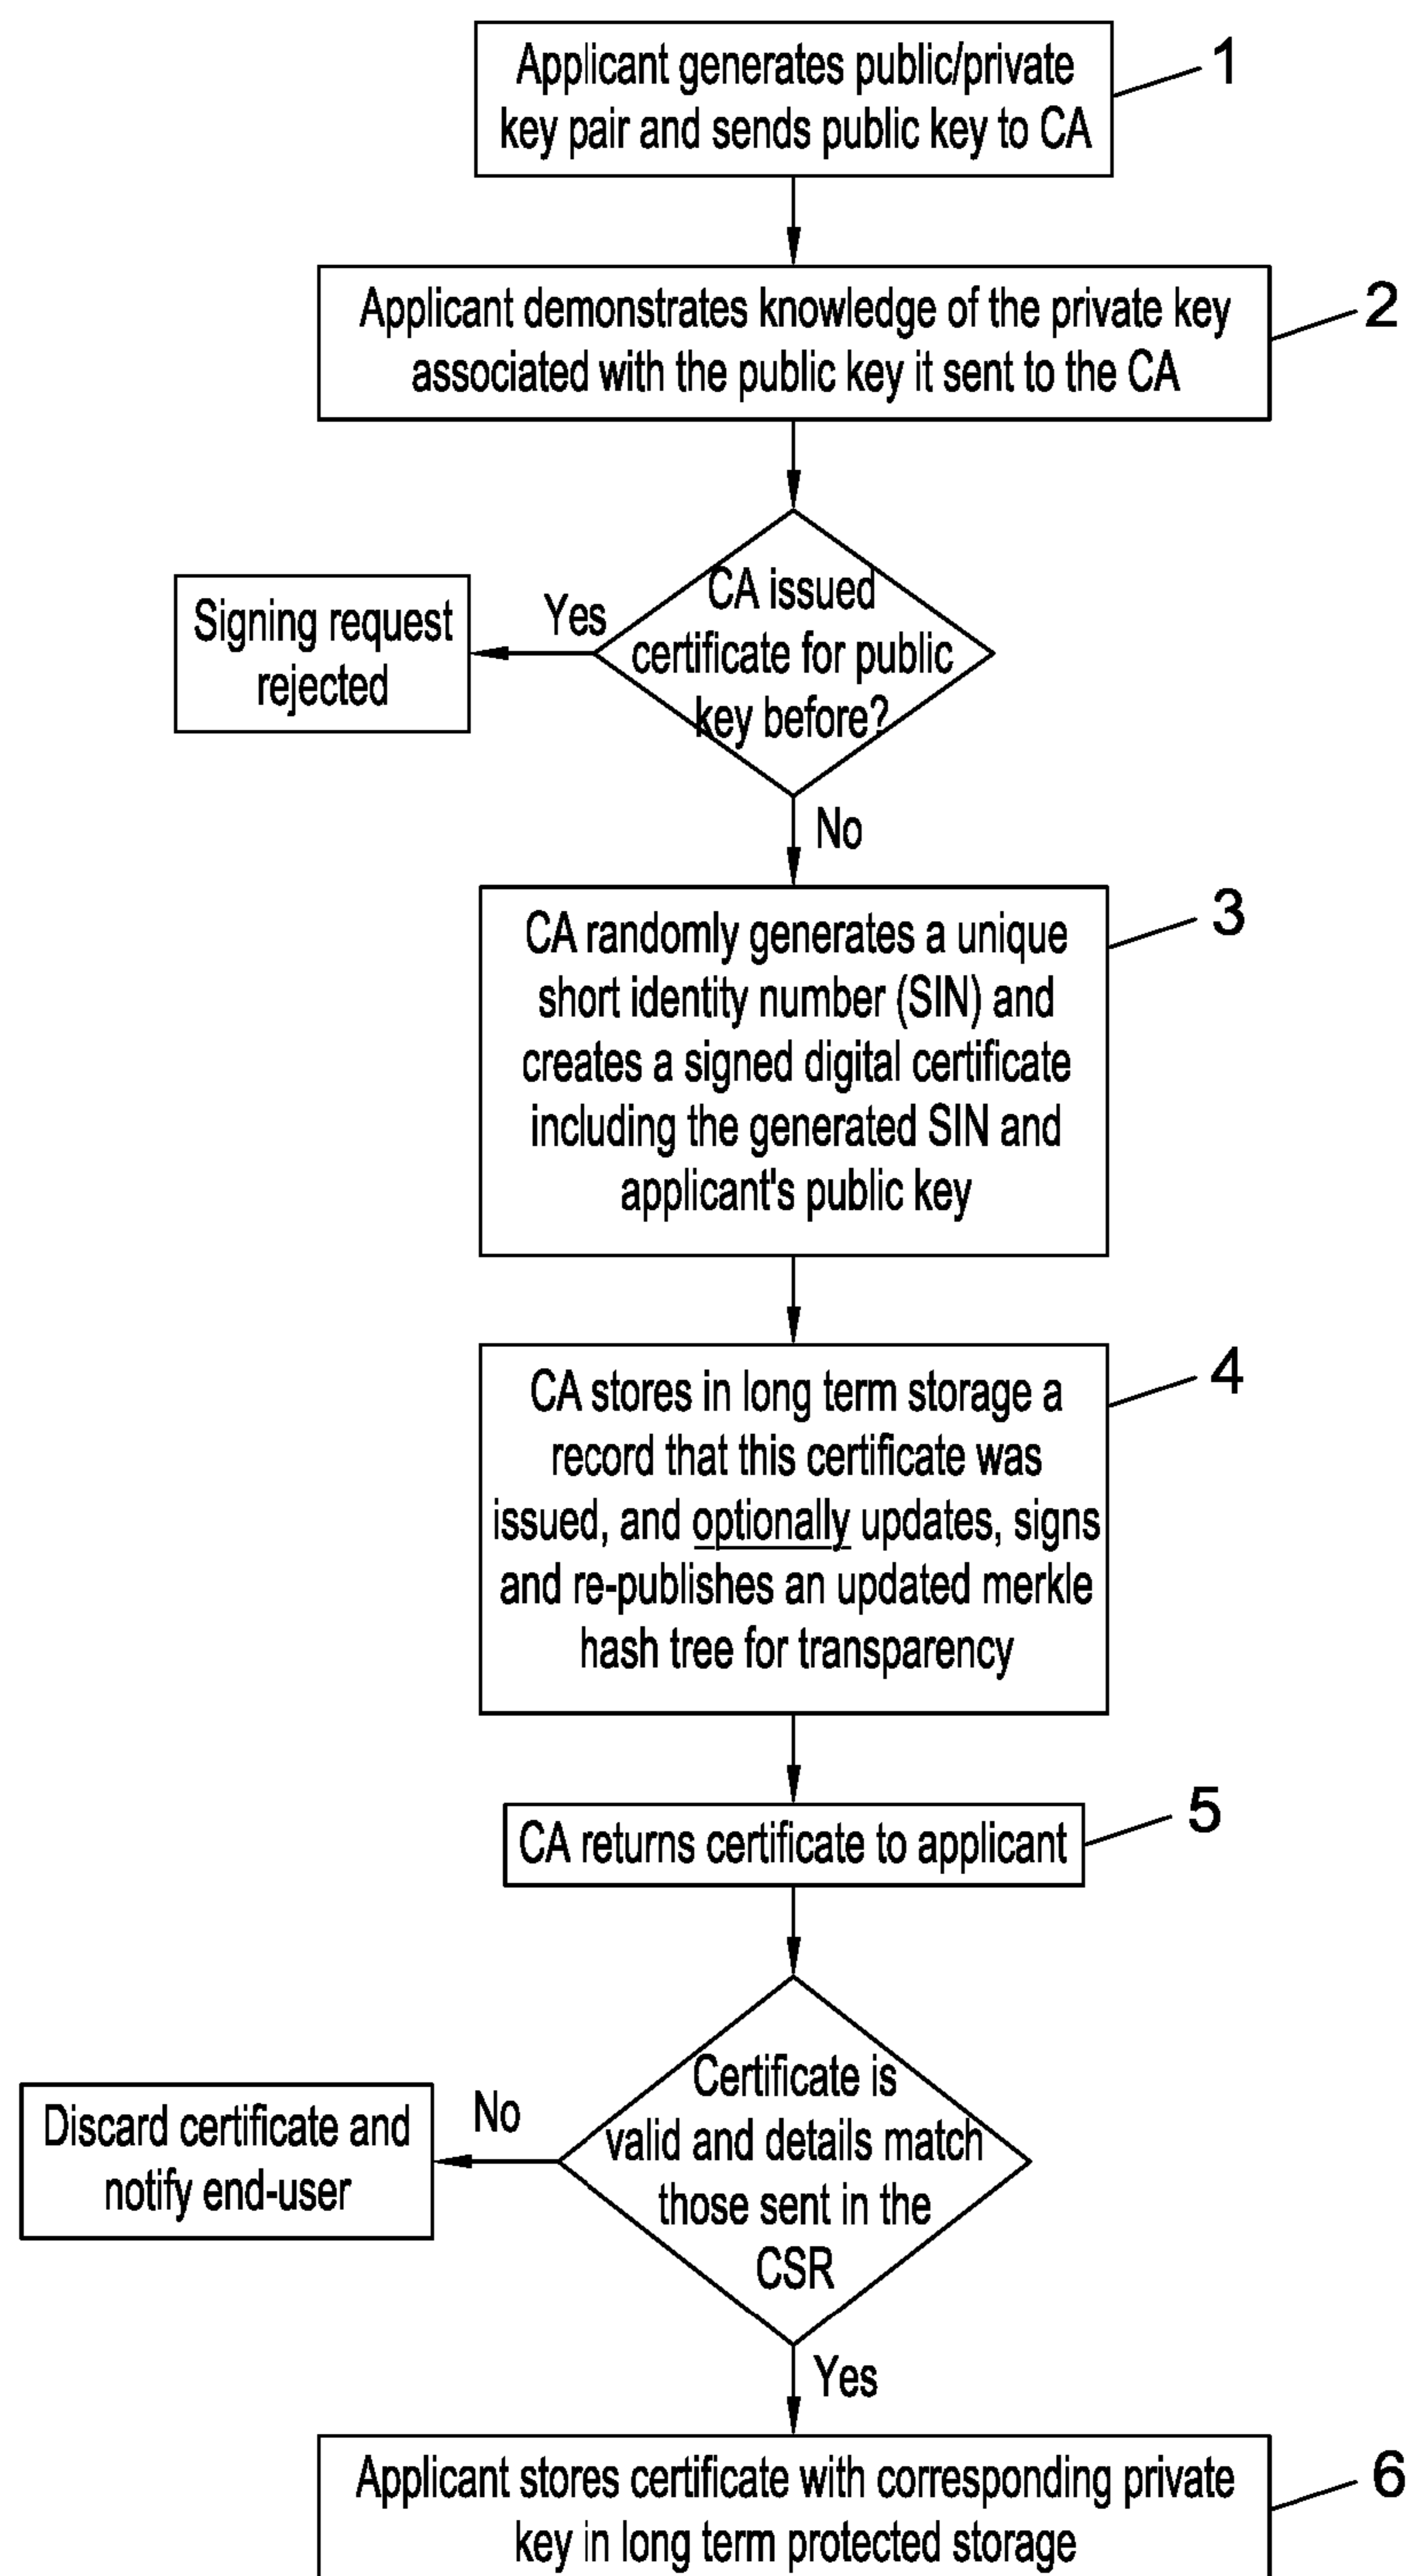 Applicant generates public/private
key pair and sends public key to CA
1
Applicant demonstrates knowledge of the private key
associated with the public key it sent to the CA
2
CA issued
certificate for public
key before?
Yes
Signing request
rejected
No
CA randomly generates a unique
short identity number (SIN) and
creates a signed digital certificate
including the generated SIN and
applicant's public key
3
CA stores in long term storage a
record that this certificate was
issued, and optionally updates, signs
and re-publishes an updated merkle
hash tree for transparency
4
CA returns certificate to applicant
5
Certificate is
valid and details match
those sent in the
CSR
No
Discard certificate and
notify end-user
Yes
Applicant stores certificate with corresponding private
key in long term protected storage
6